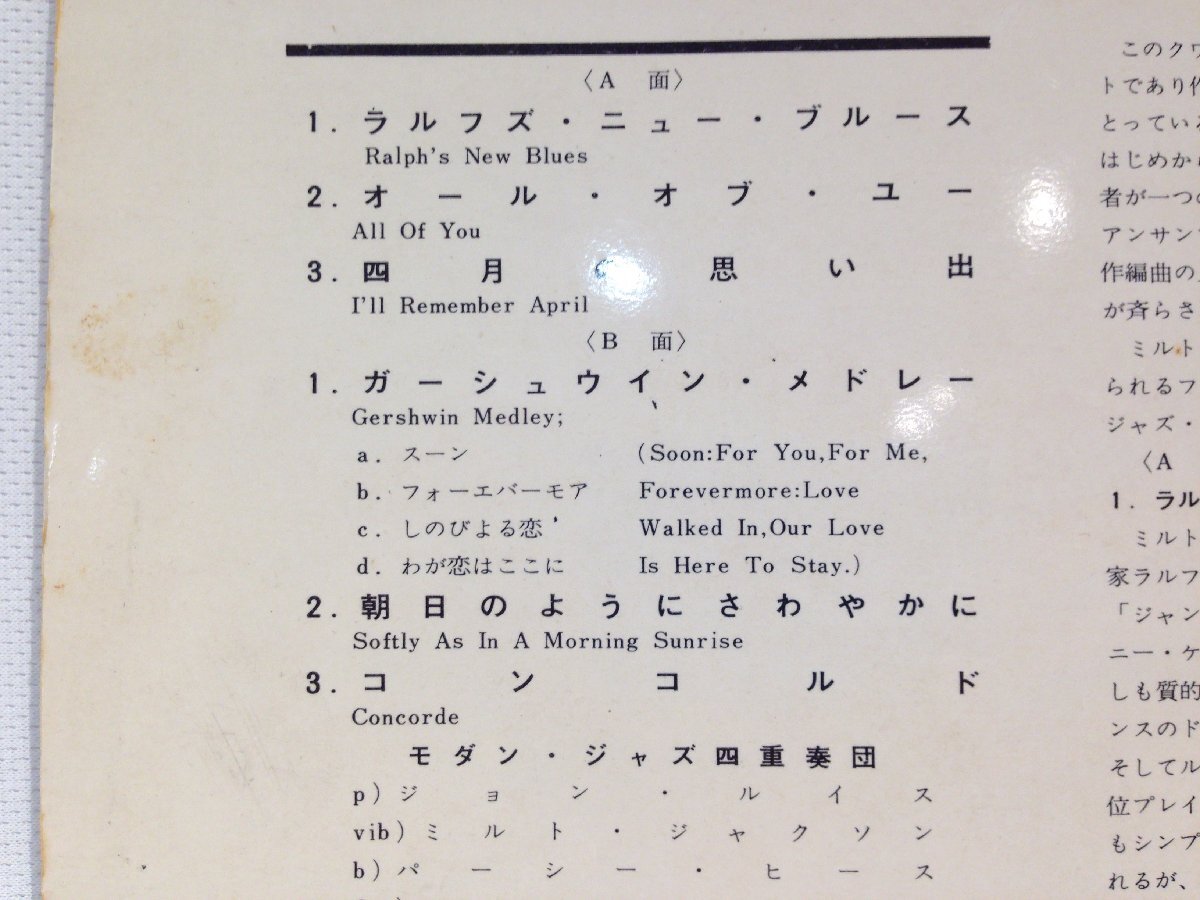 〈A 面〉
1. ラルフズ・ニュー・ブルース
Ralph's New Blues
2. オール・オブ・ユー
All Of You
3. 四月の思い出
I'll Remember April
〈B 面〉
1. ガーシュウイン・メドレー
Gershwin Medley;
a. スーン (Soon:For You,For Me,
b. フォーエバーモア Forevermore:Love
c. しのびよる恋 Walked In,Our Love
d. わが恋はここに Is Here To Stay.)
2. 朝日のようにさわやかに
Softly As In A Morning Sunrise
3. コンコルド
Concorde
モダン・ジャズ四重奏団
p)ジョン・ルイス
vib)ミルト・ジャクソン
b)パーシー・ヒース
このクワ
トであり作
とっている
はじめから
者が一つの
アンサンブ
作編曲の
が斉らさ
ミルト
られるフ
ジャズ・
〈A
1. ラル
ミルト
家ラルフ
「ジャン
ニー・ケ
しも質的
ンスのド
そしてル
位プレイ
もシンプ
れるが、